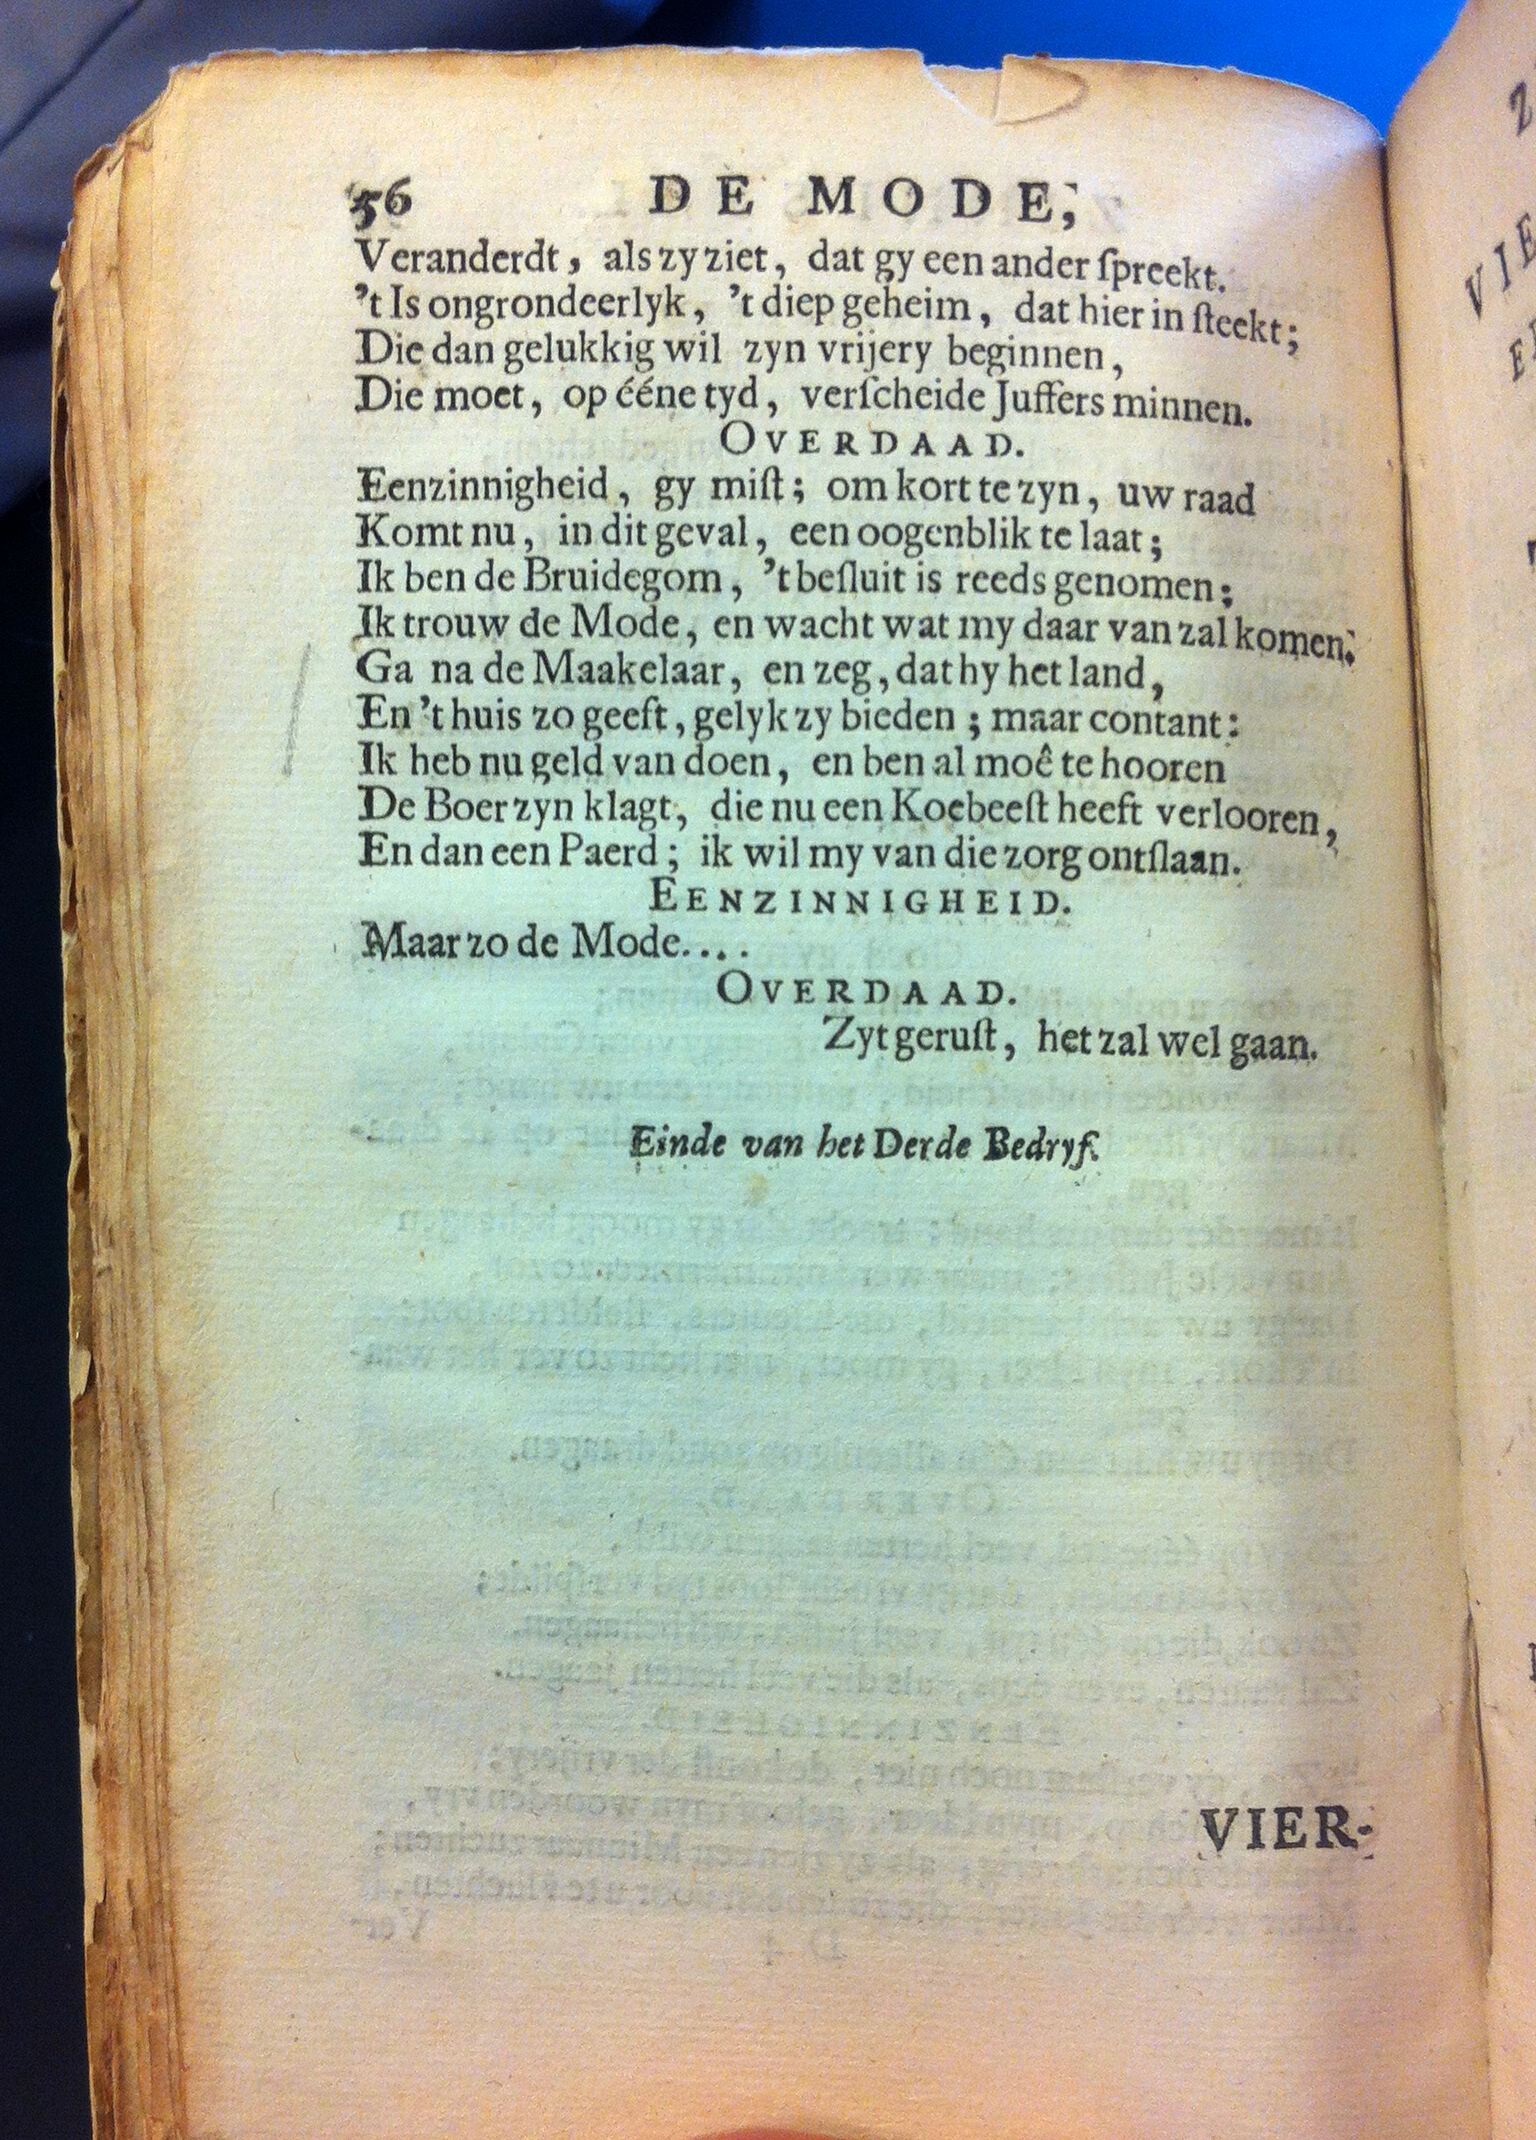 56 DE MODE,
Veranderdt, als zy ziet, dat gy een ander ſpreekt.
't Is ongrondeerlyk, 't diep geheim, dat hier in ſteekt;
Die dan gelukkig wil zyn vrijery beginnen,
Die moet, op ééne tyd, verſcheide Juffers minnen.
OVERDAAD.
Eenzinnigheid, gy miſt; om kort te zyn, uw raad
Komt nu, in dit geval, een oogenblik te laat;
Ik ben de Bruidegom, 't beſluit is reeds genomen;
Ik trouw de Mode, en wacht wat my daar van zal komen.
Ga na de Maakelaar, en zeg, dat hy het land,
En 't huis zo geeft, gelyk zy bieden; maar contant:
Ik heb nu geld van doen, en ben al moê te hooren
De Boer zyn klagt, die nu een Koebeeſt heeft verlooren,
En dan een Paerd; ik wil my van die zorg ontſlaan.
EENZINNIGHEID.
Maar zo de Mode....
OVERDAAD.
Zyt geruſt, het zal wel gaan.
Einde van het Derde Bedryf.
VIER-